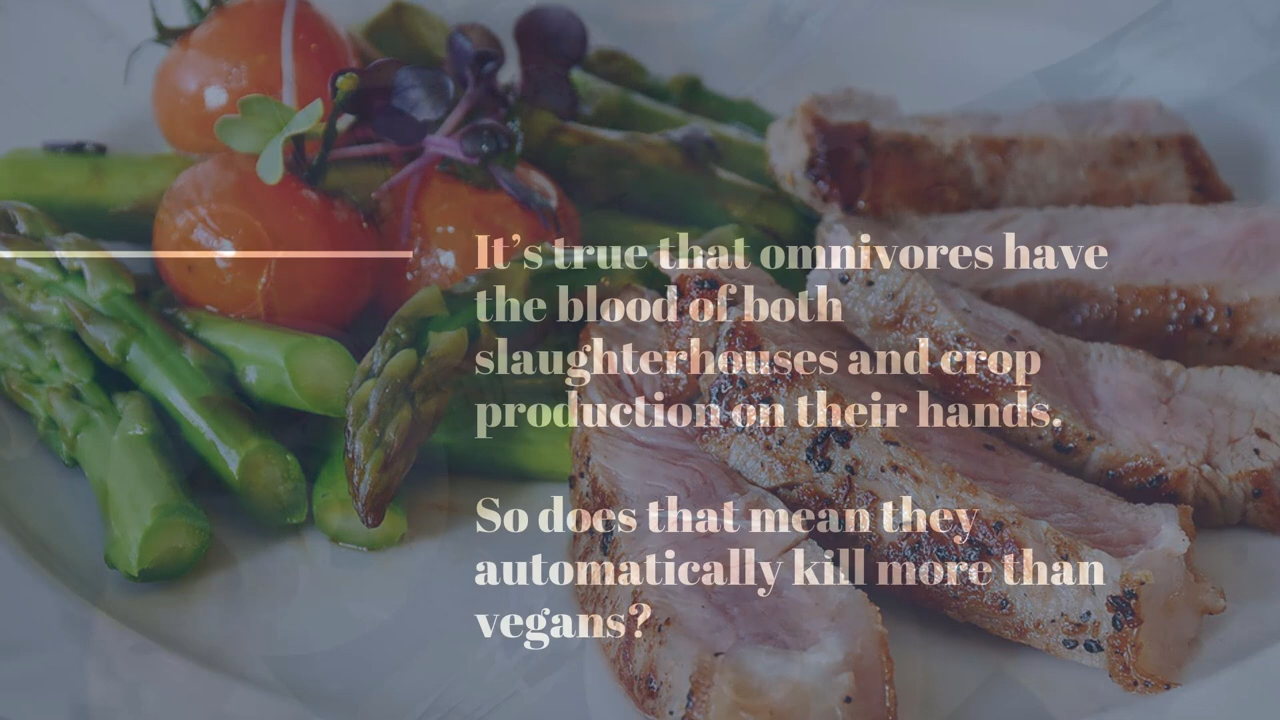 It's true that omnivores have
the blood of both
slaughterhouses and crop
production on their hands.
So does that mean they
automatically kill more than
vegans?